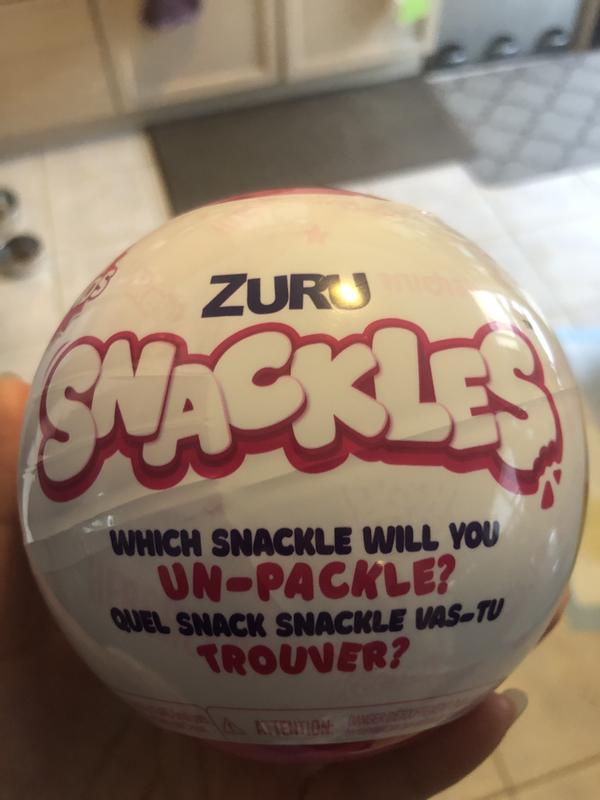 ZURU
SNACKLES
WHICH SNACKLE WILL YOU
UN-PACKLE?
QUEL SNACK SNACKLE VAS-TU
TROUVER?
ATTENTION: